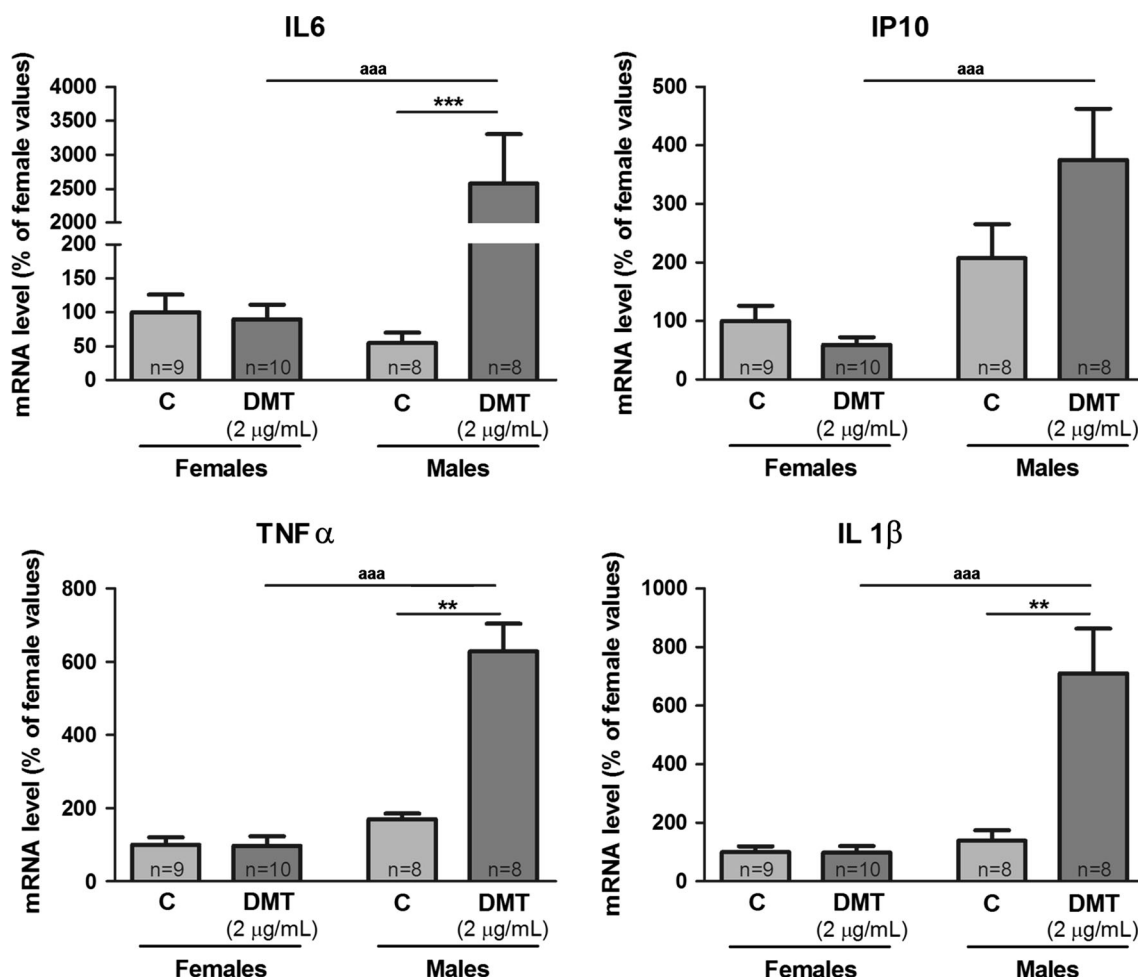 IL6
mRNA level (% of female values)
4000
3500
3000
2500
2000
200
150
100
50
0
aaa
***
n=9
n=10
n=8
n=8
C
DMT
C
DMT
(2 μg/mL)
(2 μg/mL)
Females
Males
IP10
mRNA level (% of female values)
500
400
300
200
100
0
aaa
n=9
n=10
n=8
n=8
C
DMT
C
DMT
(2 μg/mL)
(2 μg/mL)
Females
Males
TNF α
mRNA level (% of female values)
800
600
400
200
0
aaa
**
n=9
n=10
n=8
n=8
C
DMT
C
DMT
(2 μg/mL)
(2 μg/mL)
Females
Males
IL 1β
mRNA level (% of female values)
1000
800
600
400
200
0
aaa
**
n=9
n=10
n=8
n=8
C
DMT
C
DMT
(2 μg/mL)
(2 μg/mL)
Females
Males